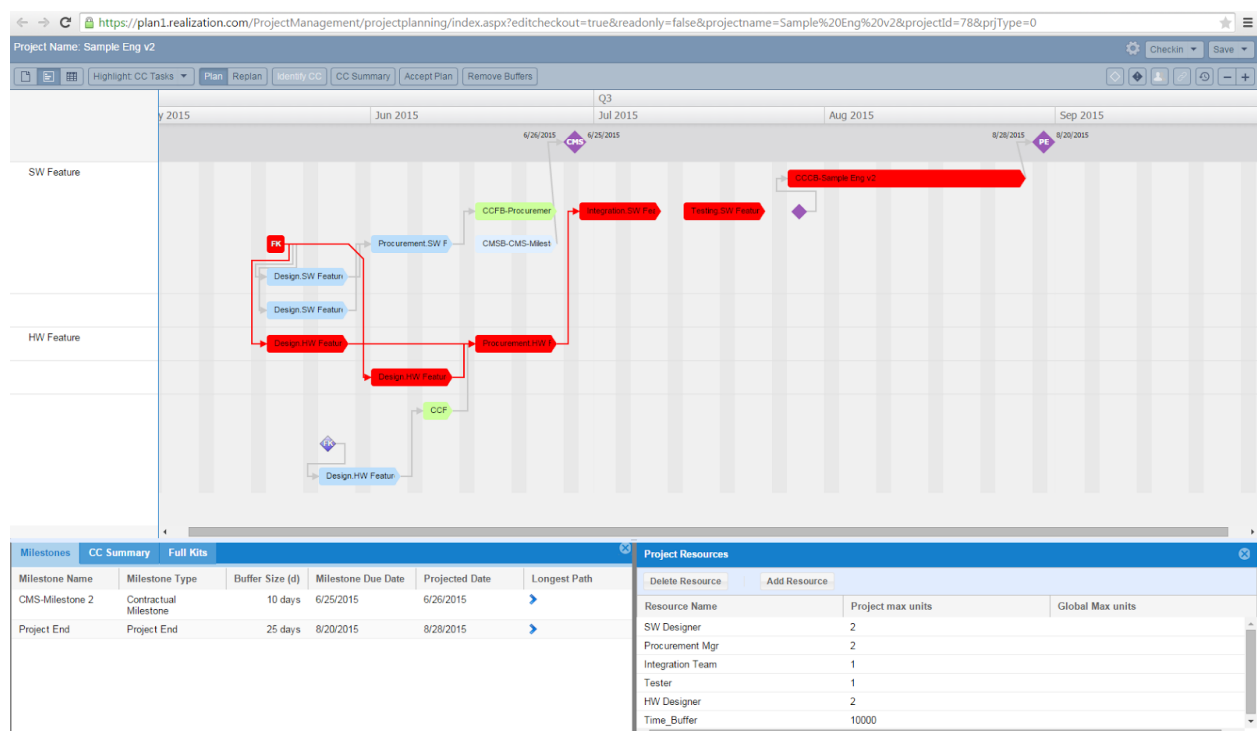 https://plan1.realization.com/ProjectManagement/projectplanning/index.aspx?editcheckout=true&readonly=false&projectname=Sample%20Eng%20v2&projectId=78&prjType=0
Project Name: Sample Eng v2
Checkin
Save
Highlight: CC Tasks
Plan
Replan
Identify CC
CC Summary
Accept Plan
Remove Buffers
Q3
y 2015
Jun 2015
Jul 2015
Aug 2015
Sep 2015
6/26/2015
CMS
6/25/2015
8/28/2015
PE
8/20/2015
SW Feature
CCCB-Sample Eng v2
CCFB-Procuremer
Integration.SW Fea
Testing.SW Featur
FK
Procurement.SW F
CMSB-CMS-Milest
Design.SW Feature
Design.SW Feature
HW Feature
Design.HW Featur
Procurement.HW F
Design.HW Featur
CCF
FK
Design.HW Feature
Milestones
CC Summary
Full Kits
Milestone Name
Milestone Type
Buffer Size (d)
Milestone Due Date
Projected Date
Longest Path
CMS-Milestone 2
Contractual Milestone
10 days
6/25/2015
6/26/2015
Project End
Project End
25 days
8/20/2015
8/28/2015
Project Resources
Delete Resource
Add Resource
Resource Name
Project max units
Global Max units
SW Designer
2
Procurement Mgr
2
Integration Team
1
Tester
1
HW Designer
2
Time_Buffer
10000